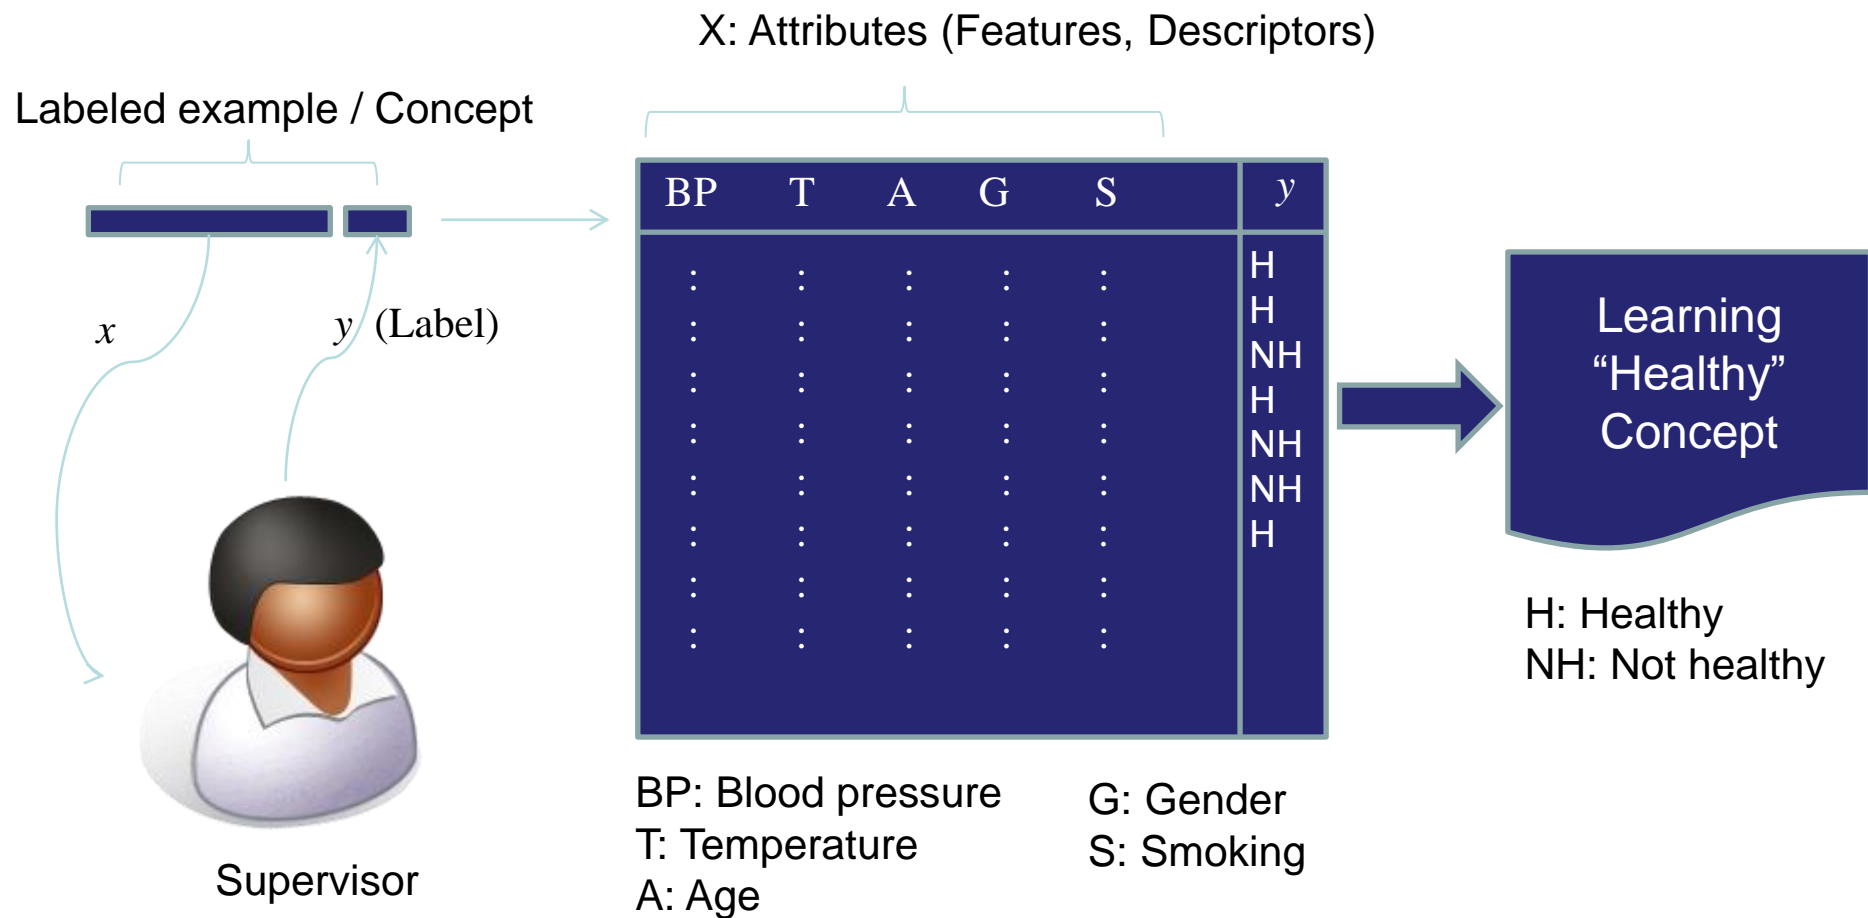 X: Attributes (Features, Descriptors)
Labeled example / Concept
x
y (Label)
Supervisor
BP T A G S y
: : : : : H
: : : : : H
: : : : : NH
: : : : : H
: : : : : NH
: : : : : NH
: : : : : H
: : : : :
: : : : :
BP: Blood pressure
T: Temperature
A: Age
G: Gender
S: Smoking
Learning
“Healthy”
Concept
H: Healthy
NH: Not healthy